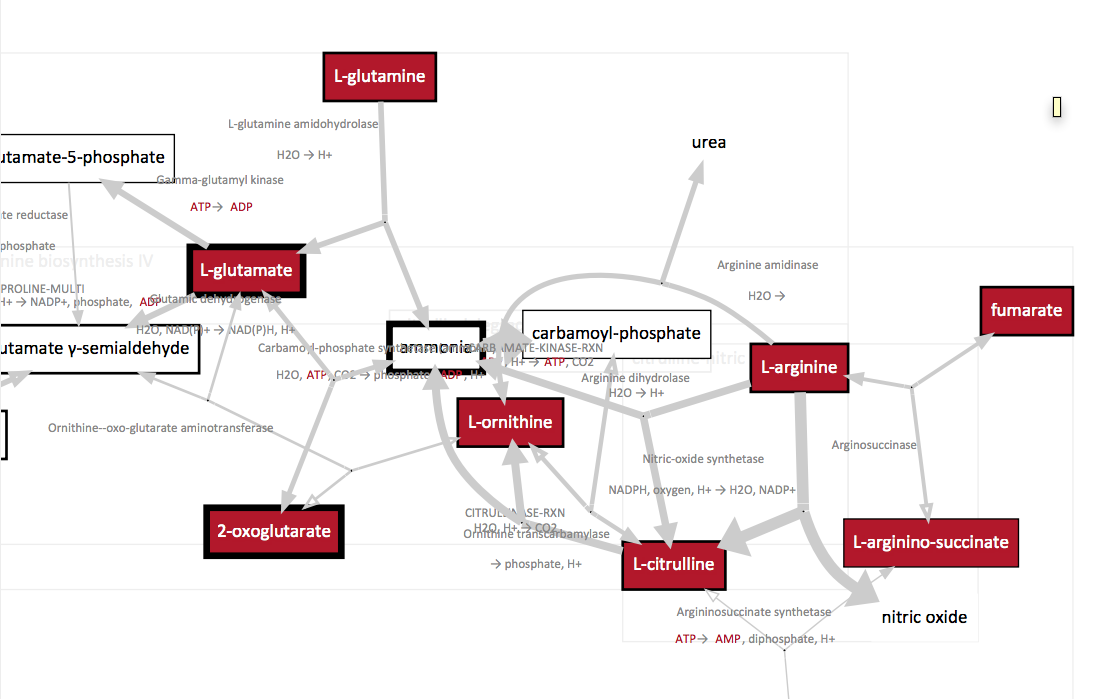 L-glutamine
L-glutamine amidohydrolase
H2O → H+
urea
utamate-5-phosphate
Gamma-glutamyl kinase
ATP→ ADP
te reductase
phosphate
nine biosynthesis IV
L-glutamate
Arginine amidinase
H2O →
PROLINE-MULTI
H+ → NADP+, phosphate, ADP
Glutamic dehydrogenase
H2O, NAD(P)+ → NAD(P)H, H+
fumarate
carbamoyl-phosphate
utamate γ-semialdehyde
ammonia
Carbamoyl-phosphate
H2O, ATP, CO2 → phosphate, ADP, H+
CARBAMATE-KINASE-RXN
H+ → ATP, CO2
citrulline nitric
L-arginine
Arginine dihydrolase
H2O → H+
L-ornithine
Ornithine--oxo-glutarate aminotransferase
Arginosuccinase
Nitric-oxide synthetase
NADPH, oxygen, H+ → H2O, NADP+
CITRULLINASE-RXN
H2O, H+ → CO2
Ornithine transcarbamylase
→ phosphate, H+
2-oxoglutarate
L-citrulline
L-arginino-succinate
Argininosuccinate synthetase
ATP→ AMP, diphosphate, H+
nitric oxide